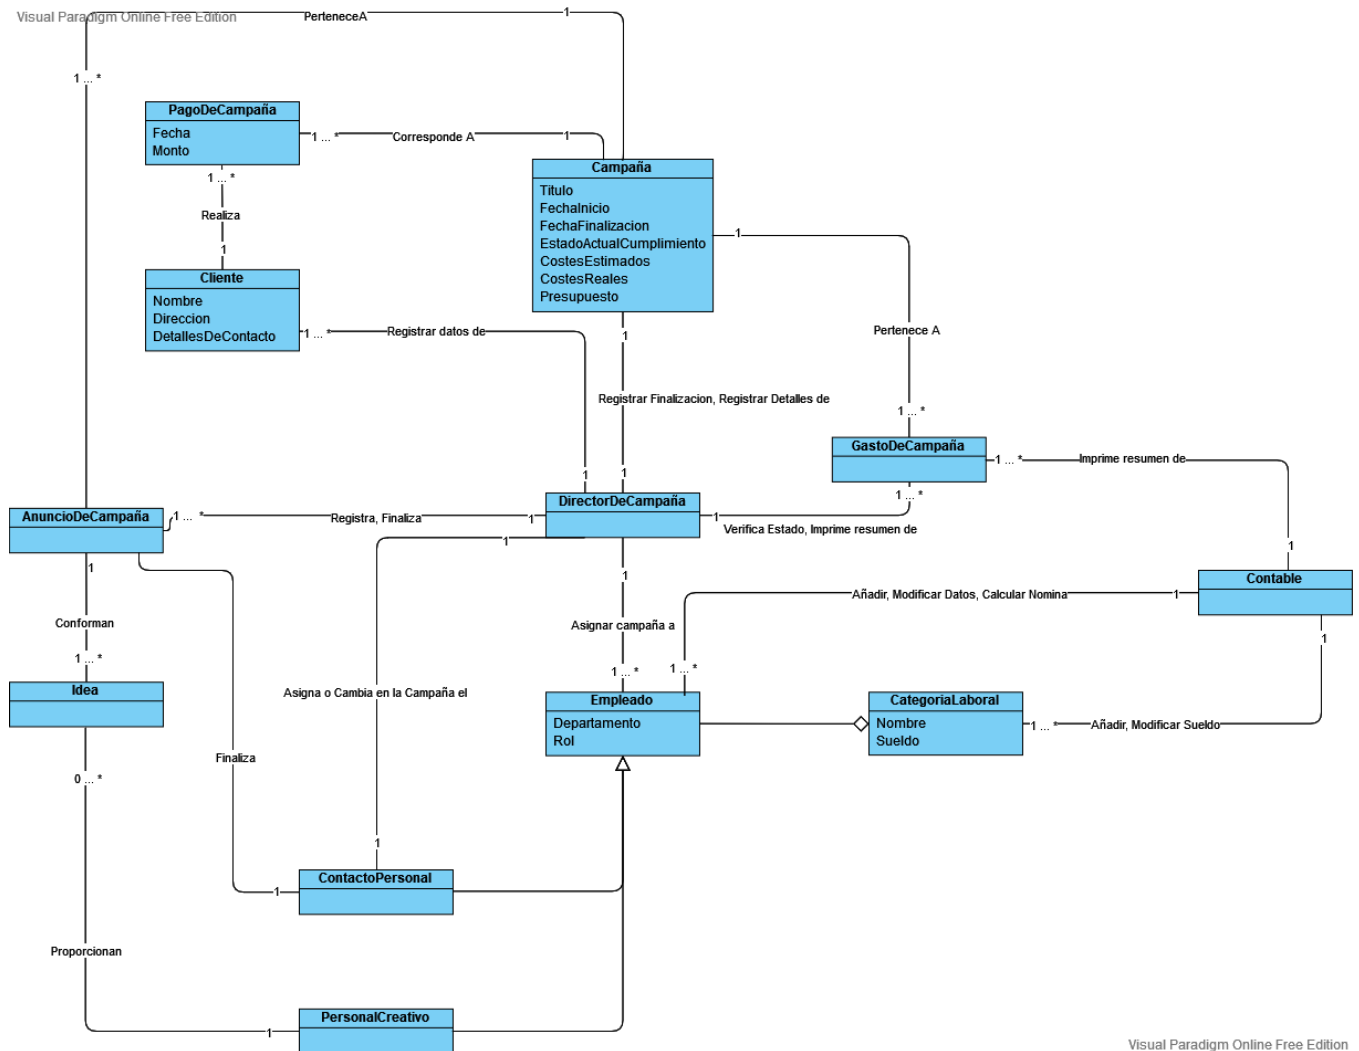 Visual Paradigm Online Free Edition
PerteneceA
1
1 ... *
PagoDeCampaña
Fecha
Monto
1 ... *
Corresponde A
1
1 ... *
Realiza
1
Campaña
Titulo
FechaInicio
FechaFinalizacion
EstadoActualCumplimiento
CostesEstimados
CostesReales
Presupuesto
1
Cliente
Nombre
Direccion
DetallesDeContacto
1 ... *
Registrar datos de
1
Pertenece A
Registrar Finalizacion, Registrar Detalles de
1 ... *
GastoDeCampaña
1 ... *
Imprime resumen de
1
1
1 ... *
DirectorDeCampaña
AnuncioDeCampaña
1 ... *
Registra, Finaliza
1
1
Verifica Estado, Imprime resumen de
1
1
1
1
Contable
Añadir, Modificar Datos, Calcular Nomina
1
Conforman
Asignar campaña a
1
1 ... *
1 ... *
1 ... *
Idea
Asigna o Cambia en la Campaña el
Empleado
Departamento
Rol
CategoriaLaboral
Nombre
Sueldo
1 ... *
Añadir, Modificar Sueldo
Finaliza
0 ... *
1
ContactoPersonal
1
Proporcionan
PersonalCreativo
1
Visual Paradigm Online Free Edition